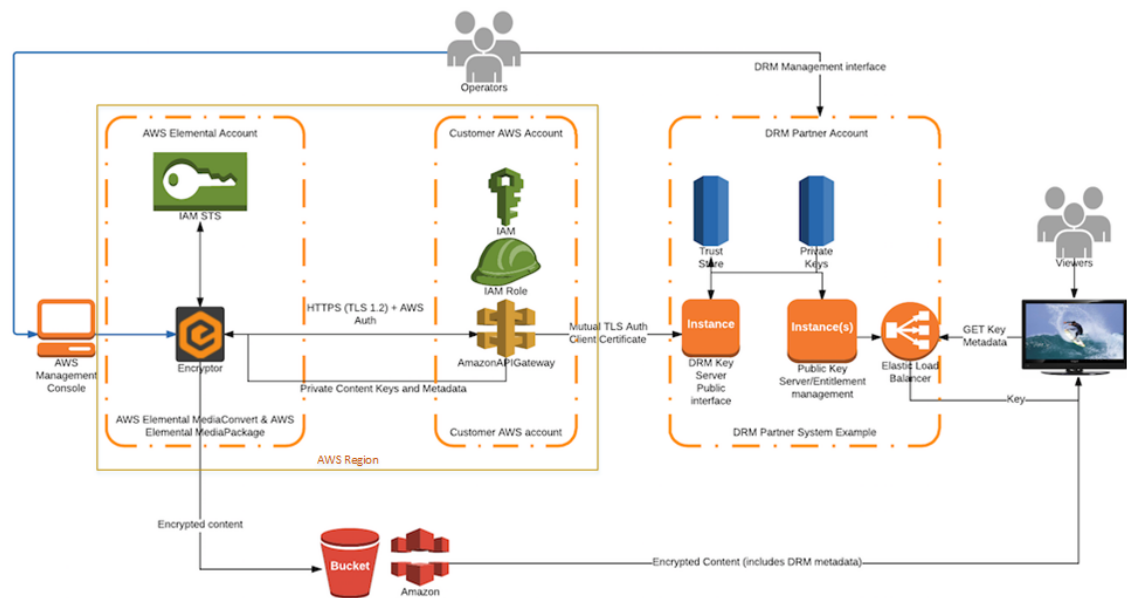 Operators
DRM Management interface
AWS Elemental Account
Customer AWS Account
DRM Partner Account
IAM STS
IAM
IAM Role
Trust
Store
Private
Keys
Viewers
HTTPS (TLS 1.2) + AWS
Auth
Mutual TLS Auth
Client Certificate
Instance
Instance(s)
GET Key
Metadata
AWS
Management
Console
Encryptor
AmazonAPIGateway
DRM Key
Server
Public
interface
Public Key
Server/Entitlement
management
Elastic Load
Balancer
Private Content Keys and Metadata
Key
AWS Elemental MediaConvert & AWS
Elemental MediaPackage
Customer AWS account
DRM Partner System Example
AWS Region
Encrypted content
Bucket
Amazon
Encrypted Content (includes DRM metadata)